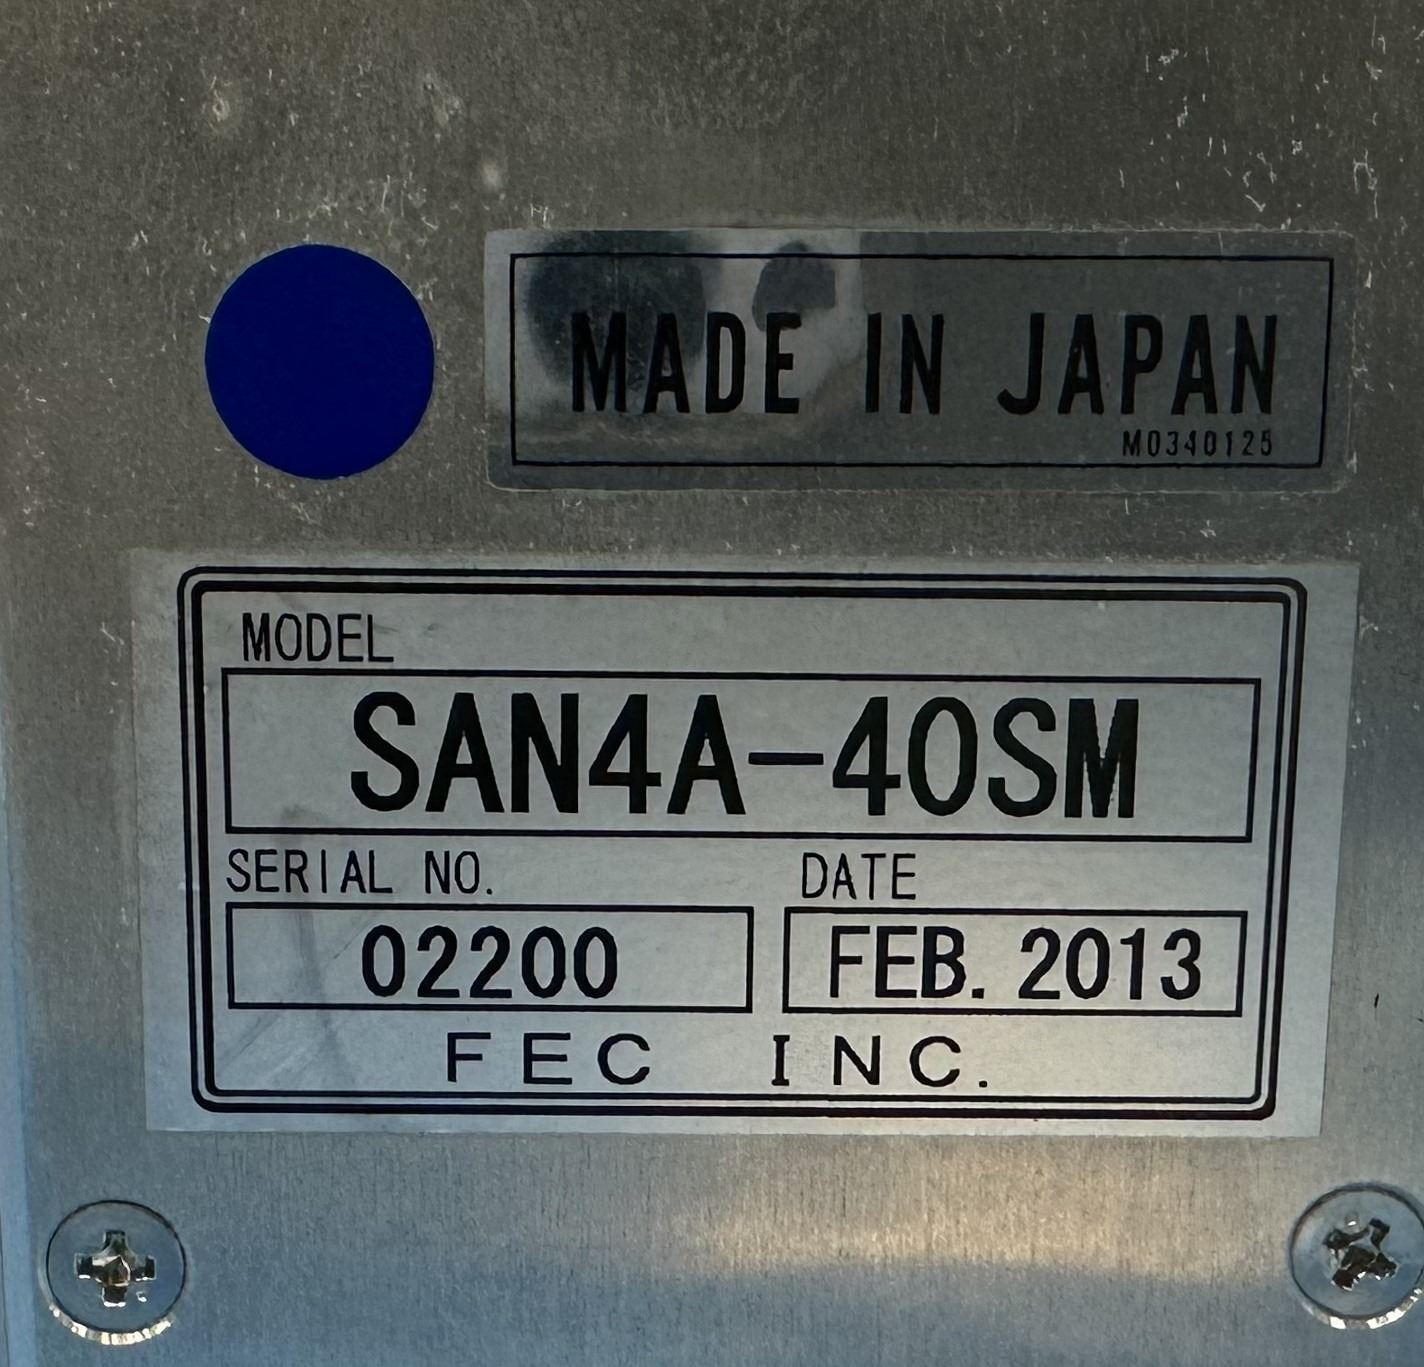 MADE IN JAPAN
M0340125
MODEL
SAN4A-40SM
SERIAL NO. DATE
02200 FEB. 2013
FEC INC.